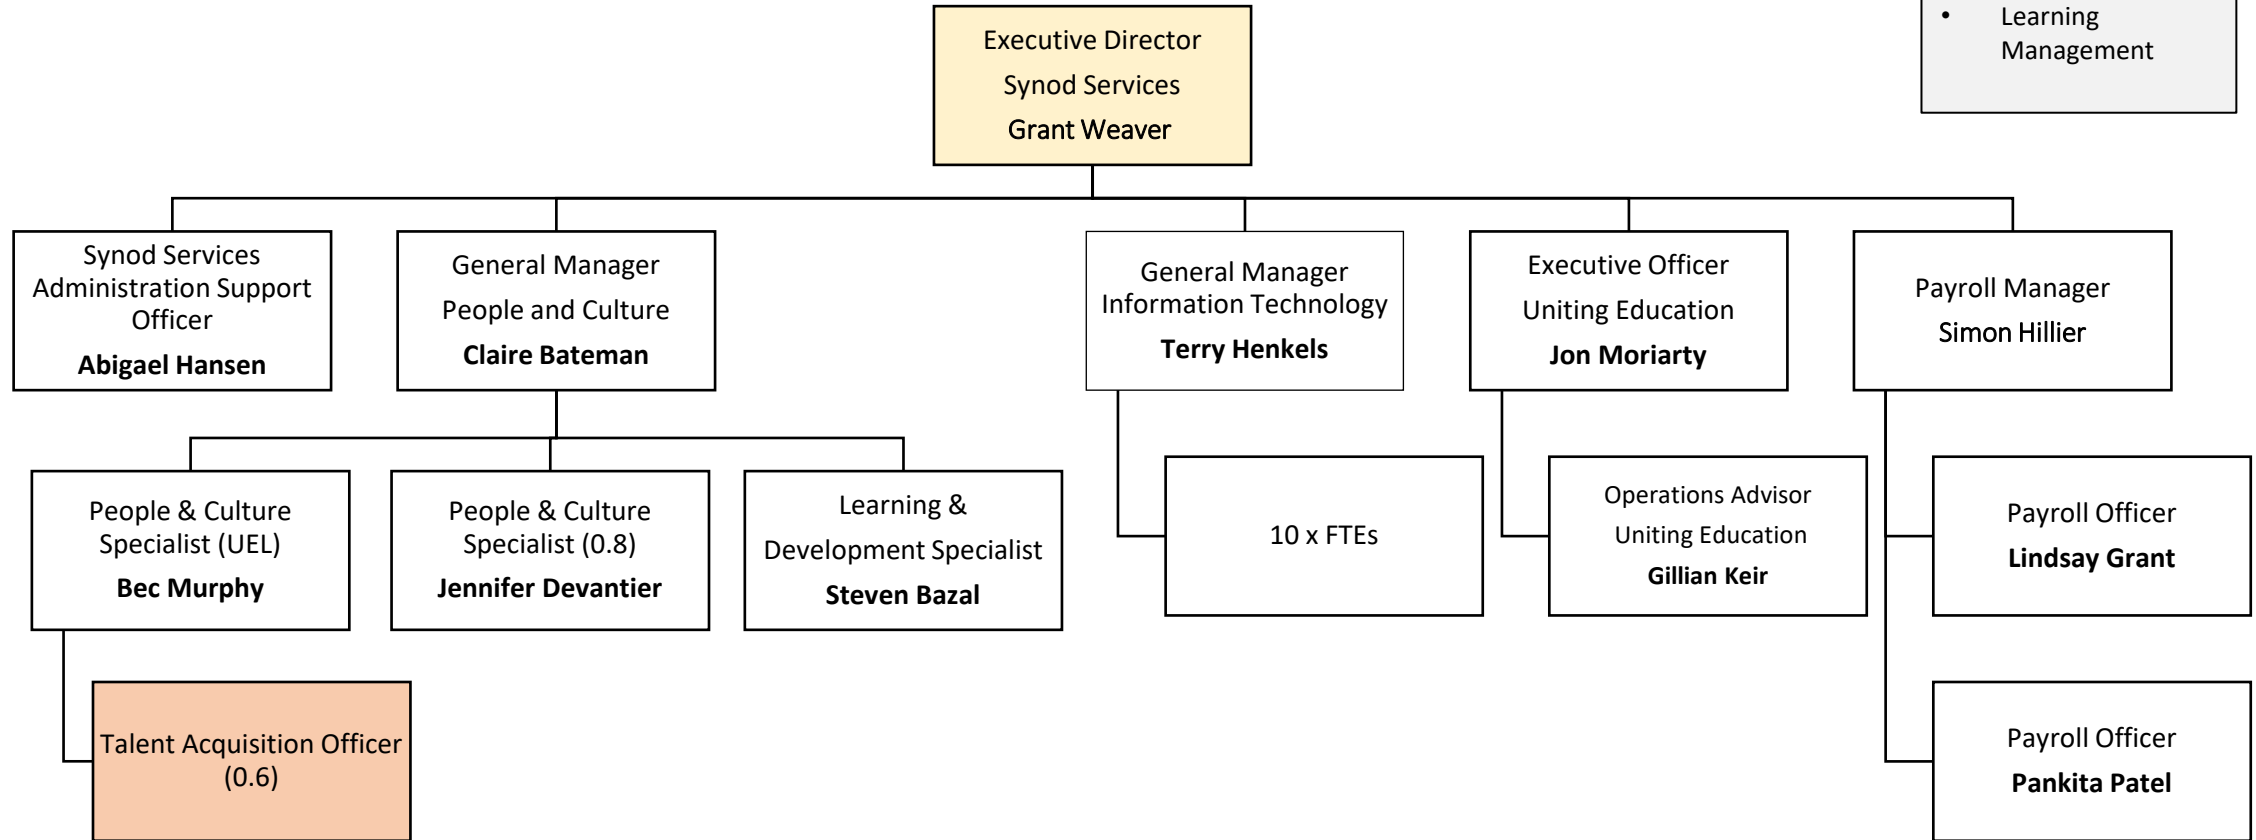 • Learning
Management
Executive Director
Synod Services
Grant Weaver
Synod Services
Administration Support
Officer
Abigael Hansen
General Manager
People and Culture
Claire Bateman
General Manager
Information Technology
Terry Henkels
Executive Officer
Uniting Education
Jon Moriarty
Payroll Manager
Simon Hillier
People & Culture
Specialist (UEL)
Bec Murphy
People & Culture
Specialist (0.8)
Jennifer Devantier
Learning &
Development Specialist
Steven Bazal
10 x FTEs
Operations Advisor
Uniting Education
Gillian Keir
Payroll Officer
Lindsay Grant
Talent Acquisition Officer
(0.6)
Payroll Officer
Pankita Patel